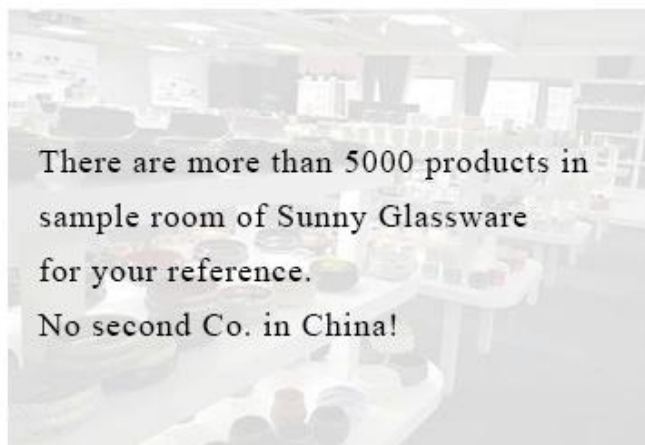 There are more than 5000 products in
sample room of Sunny Glassware
for your reference.
No second Co. in China!